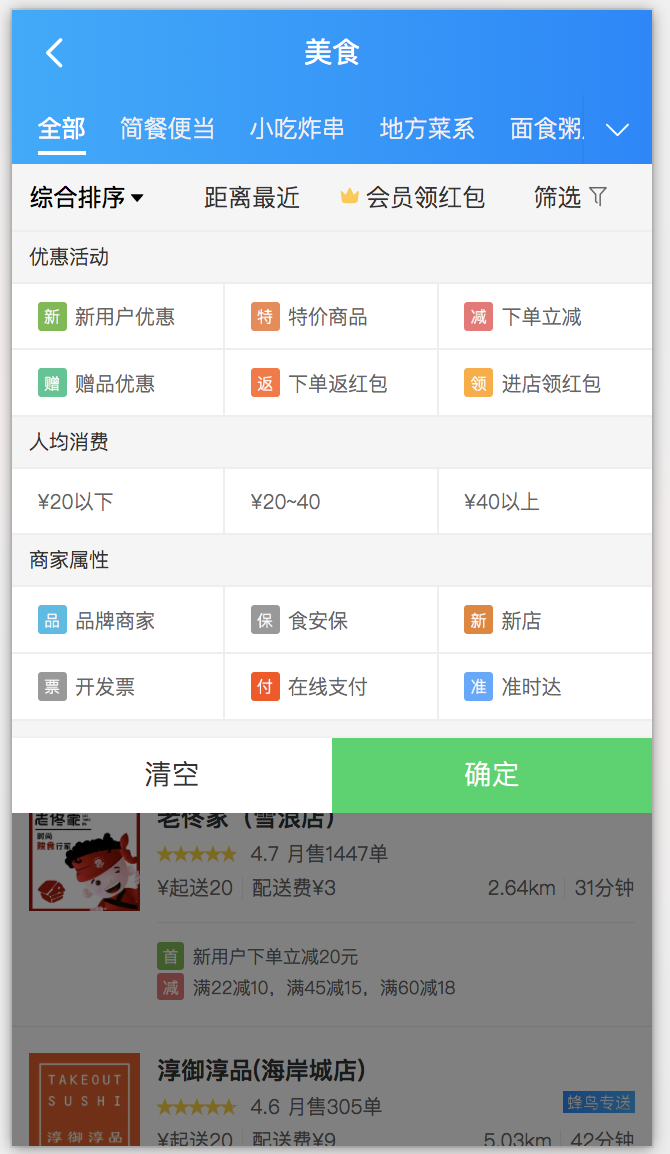 美食
全部 简餐便当 小吃炸串 地方菜系 面食粥
综合排序 距离最近 会员领红包 筛选
优惠活动
新 新用户优惠 特 特价商品 减 下单立减
赠 赠品优惠 返 下单返红包 领 进店领红包
人均消费
¥20以下 ¥20~40 ¥40以上
商家属性
品 品牌商家 保 食安保 新 新店
票 开发票 付 在线支付 准 准时达
清空 确定
老佟家（雪浪店）
老佟家
时尚
粮食行家
4.7 月售1447单
¥起送20 配送费¥3 2.64km 31分钟
首 新用户下单立减20元
减 满22减10，满45减15，满60减18
淳御淳品(海岸城店)
TAKEOUT
SUSHI
淳御淳品
4.6 月售305单 蜂鸟专送
¥起送20 配送费¥9 5.03km 42分钟